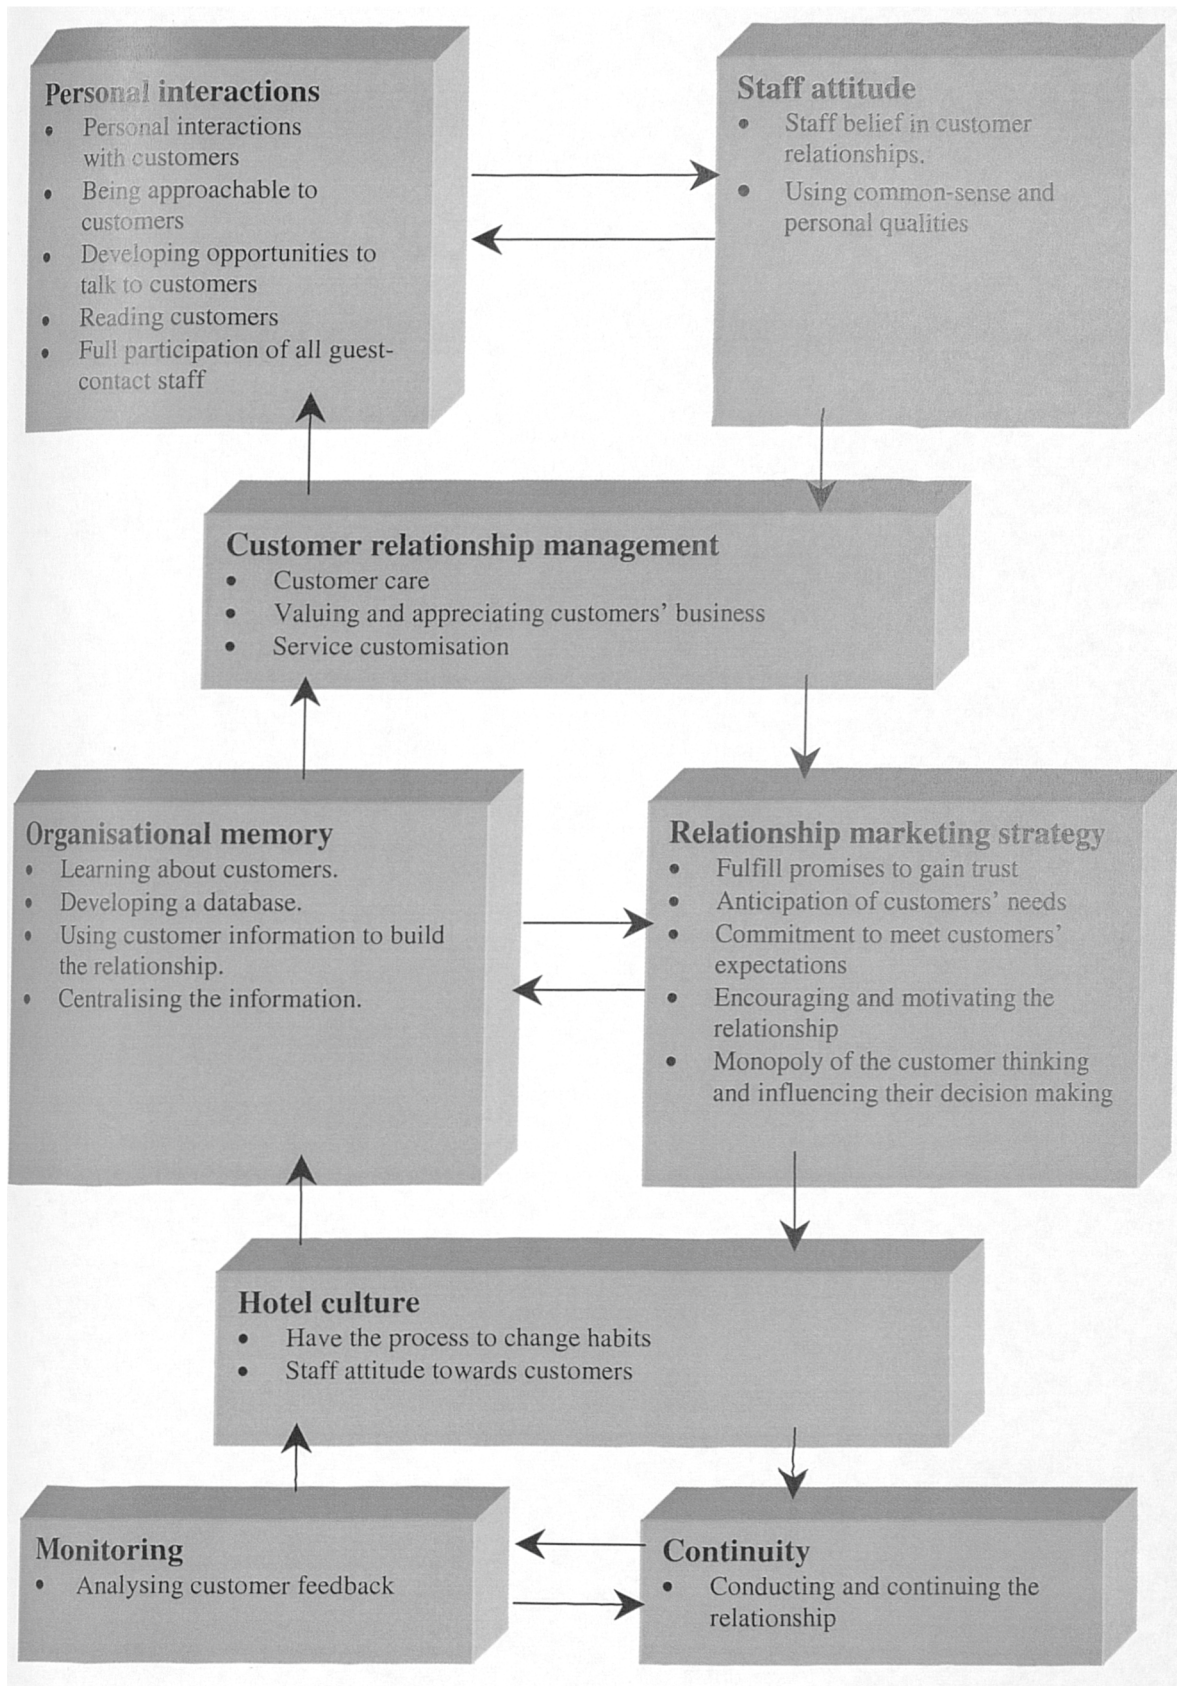 Personal interactions
• Personal interactions
with customers
• Being approachable to
customers
• Developing opportunities to
talk to customers
• Reading customers
• Full participation of all guest-
contact staff
Staff attitude
• Staff belief in customer
relationships.
• Using common-sense and
personal qualities
Customer relationship management
• Customer care
• Valuing and appreciating customers’ business
• Service customisation
Organisational memory
• Learning about customers.
• Developing a database.
• Using customer information to build
the relationship.
• Centralising the information.
Relationship marketing strategy
• Fulfill promises to gain trust
• Anticipation of customers’ needs
• Commitment to meet customers’
expectations
• Encouraging and motivating the
relationship
• Monopoly of the customer thinking
and influencing their decision making
Hotel culture
• Have the process to change habits
• Staff attitude towards customers
Monitoring
• Analysing customer feedback
Continuity
• Conducting and continuing the
relationship